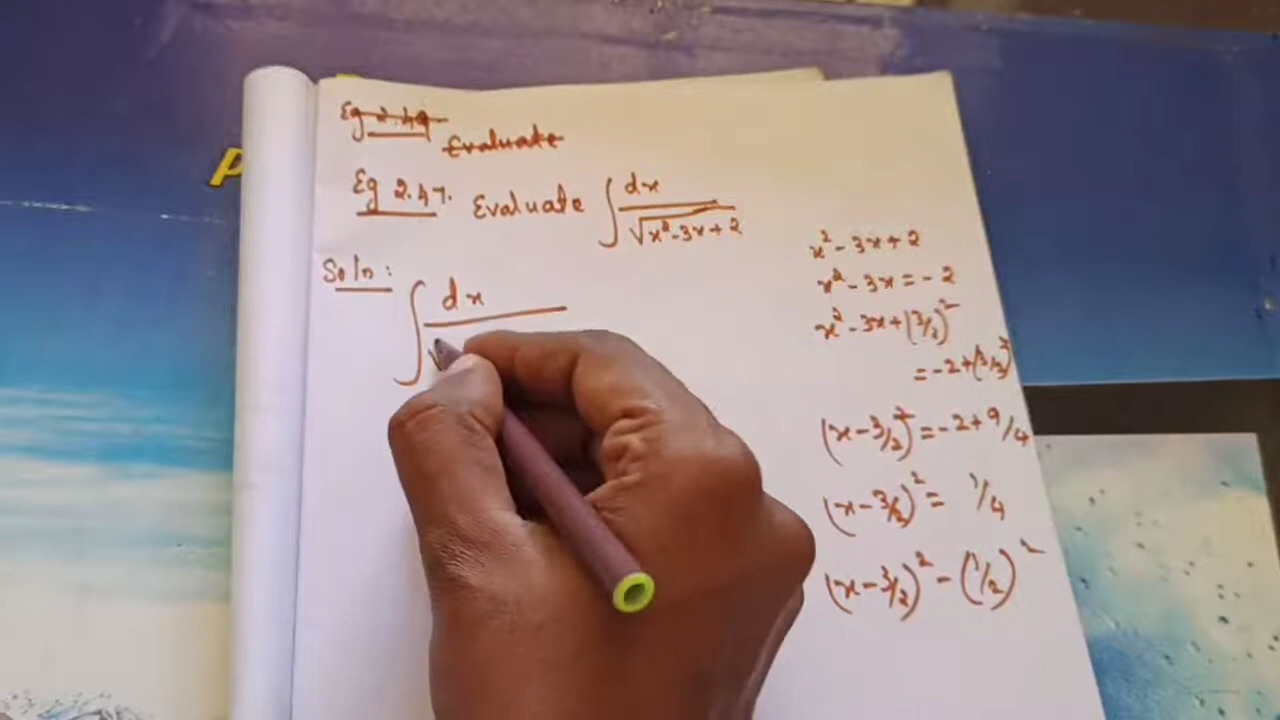 Eg 2.49
Evaluate
Eg 2.47. Evaluate ∫ dx / √x²-3x+2
Soln:
∫ dx
x² - 3x + 2
x² - 3x = - 2
x² - 3x + (3/2)²
= -2 + (3/2)²
(x - 3/2)² = -2 + 9/4
(x - 3/2)² = 1/4
(x - 3/2)² - (1/2)²